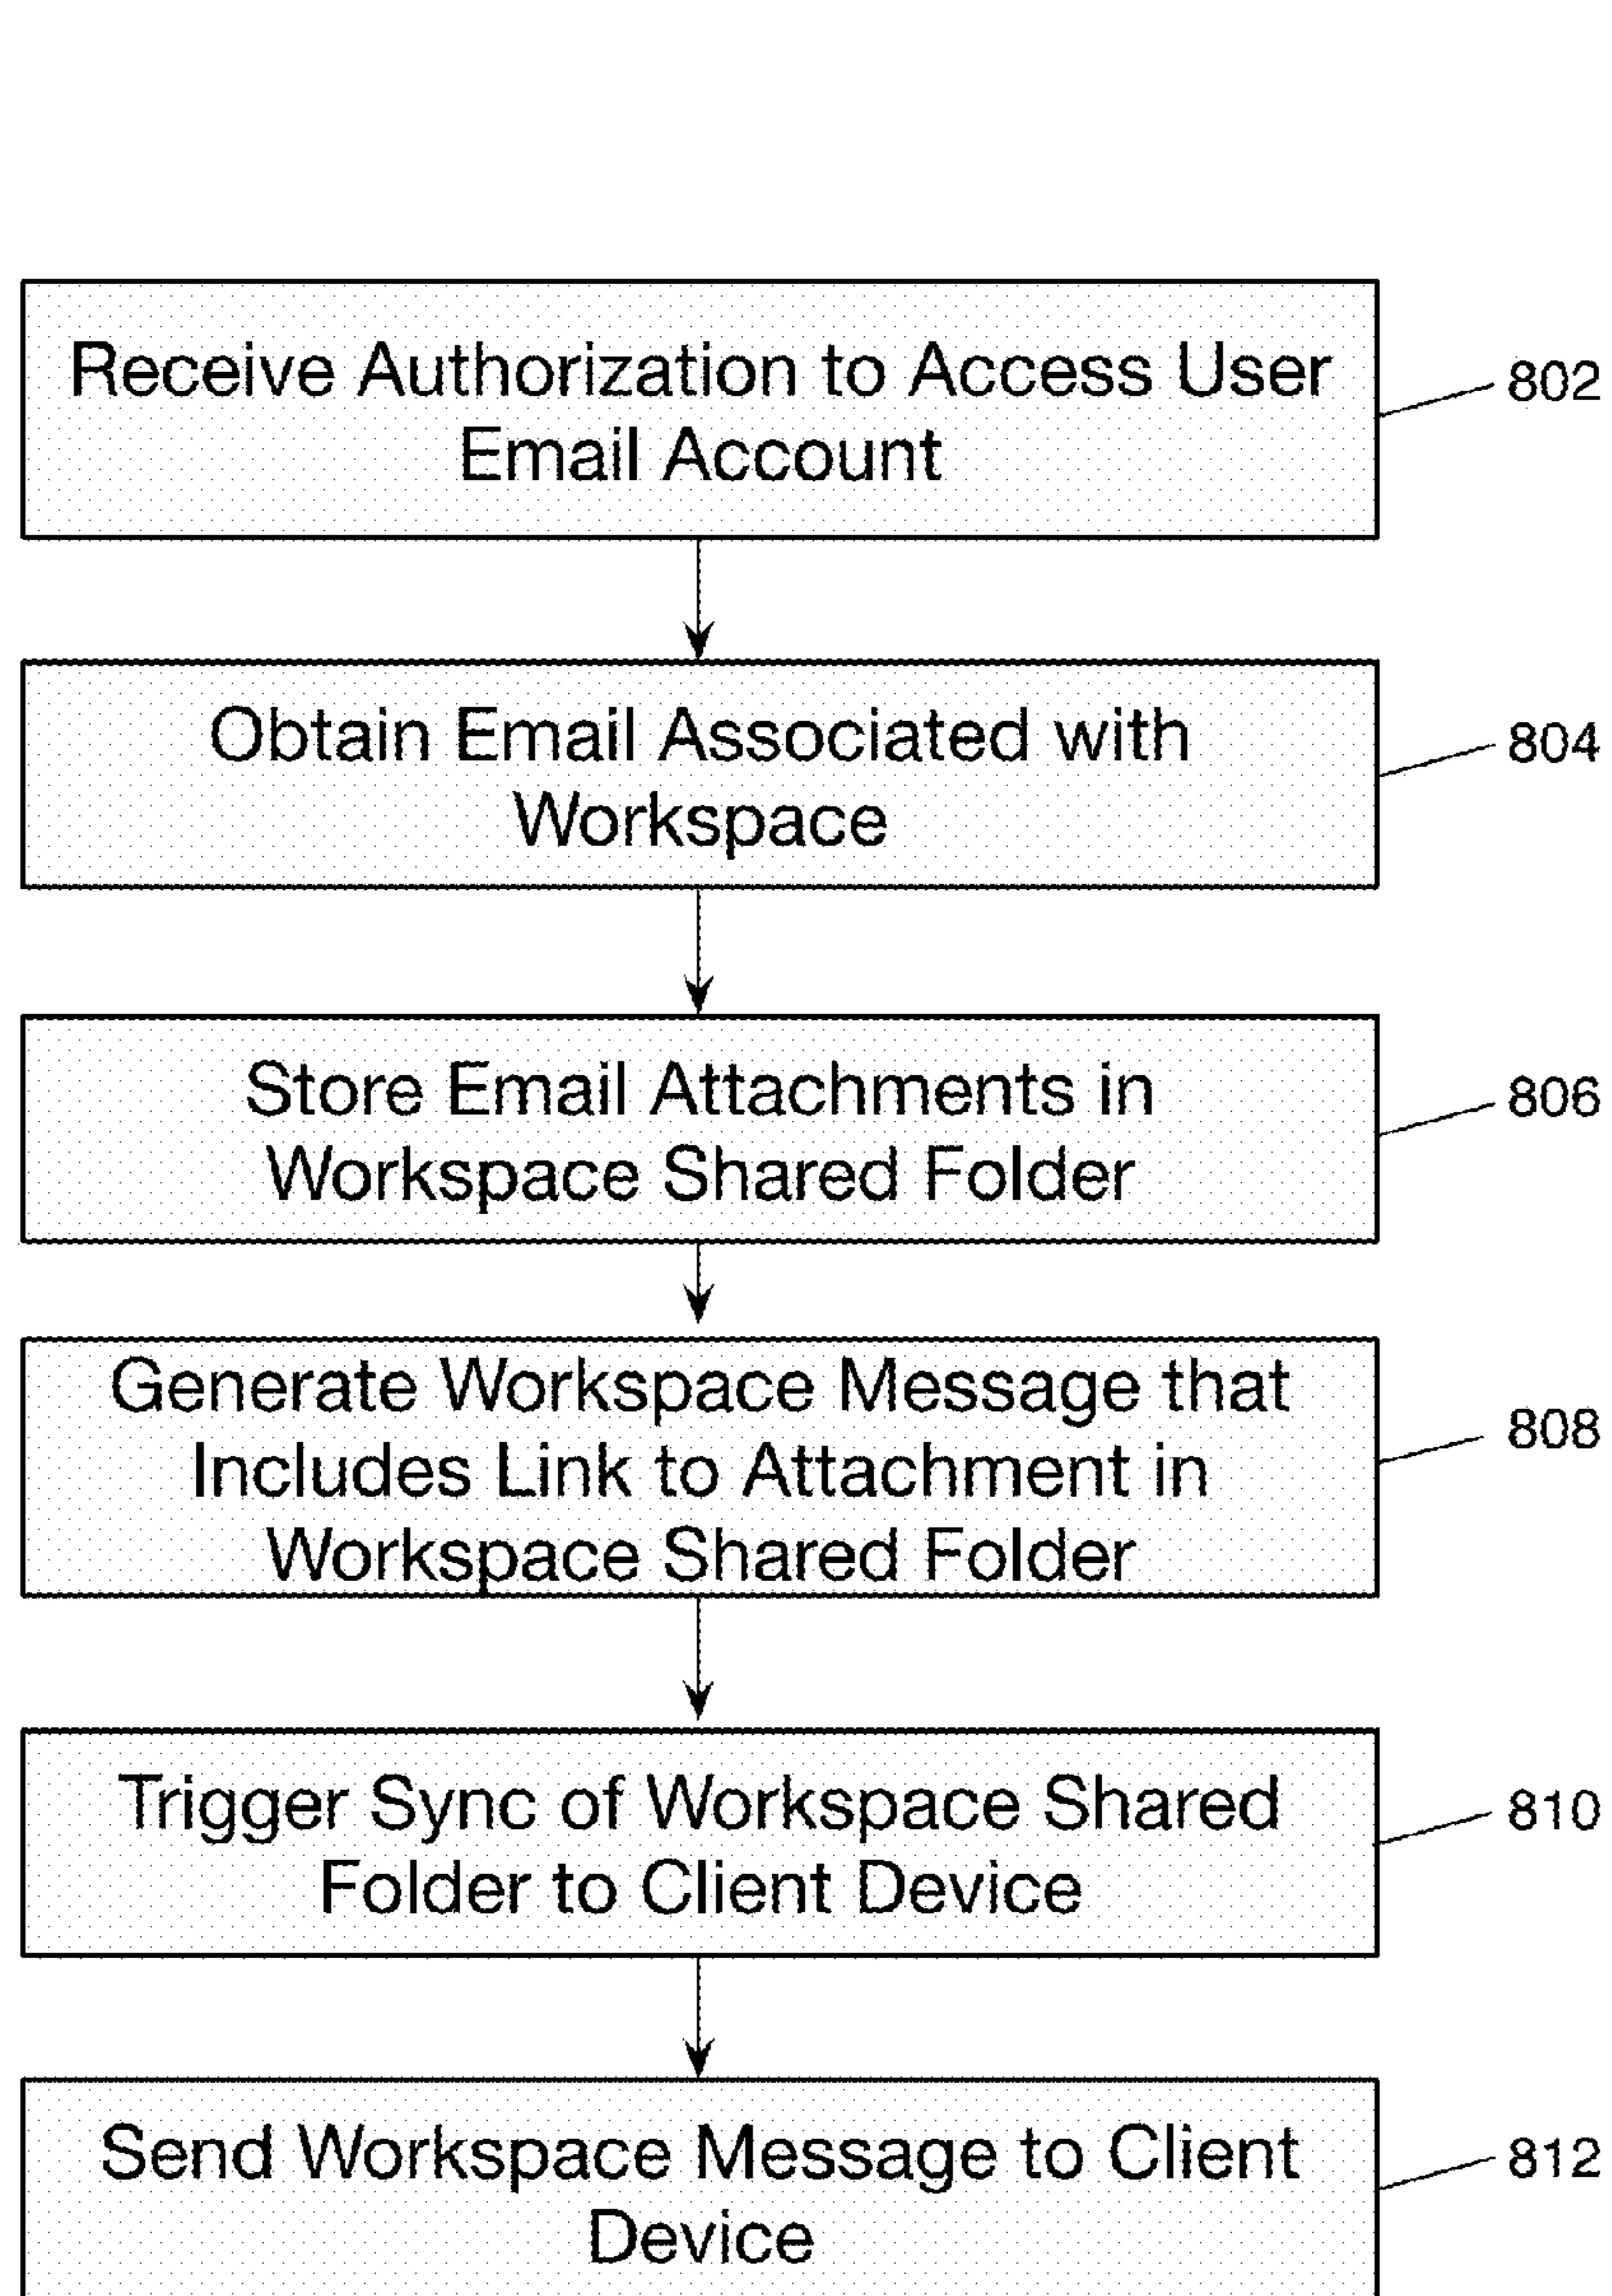 Receive Authorization to Access User
Email Account
802
Obtain Email Associated with
Workspace
804
Store Email Attachments in
Workspace Shared Folder
806
Generate Workspace Message that
Includes Link to Attachment in
Workspace Shared Folder
808
Trigger Sync of Workspace Shared
Folder to Client Device
810
Send Workspace Message to Client
Device
812